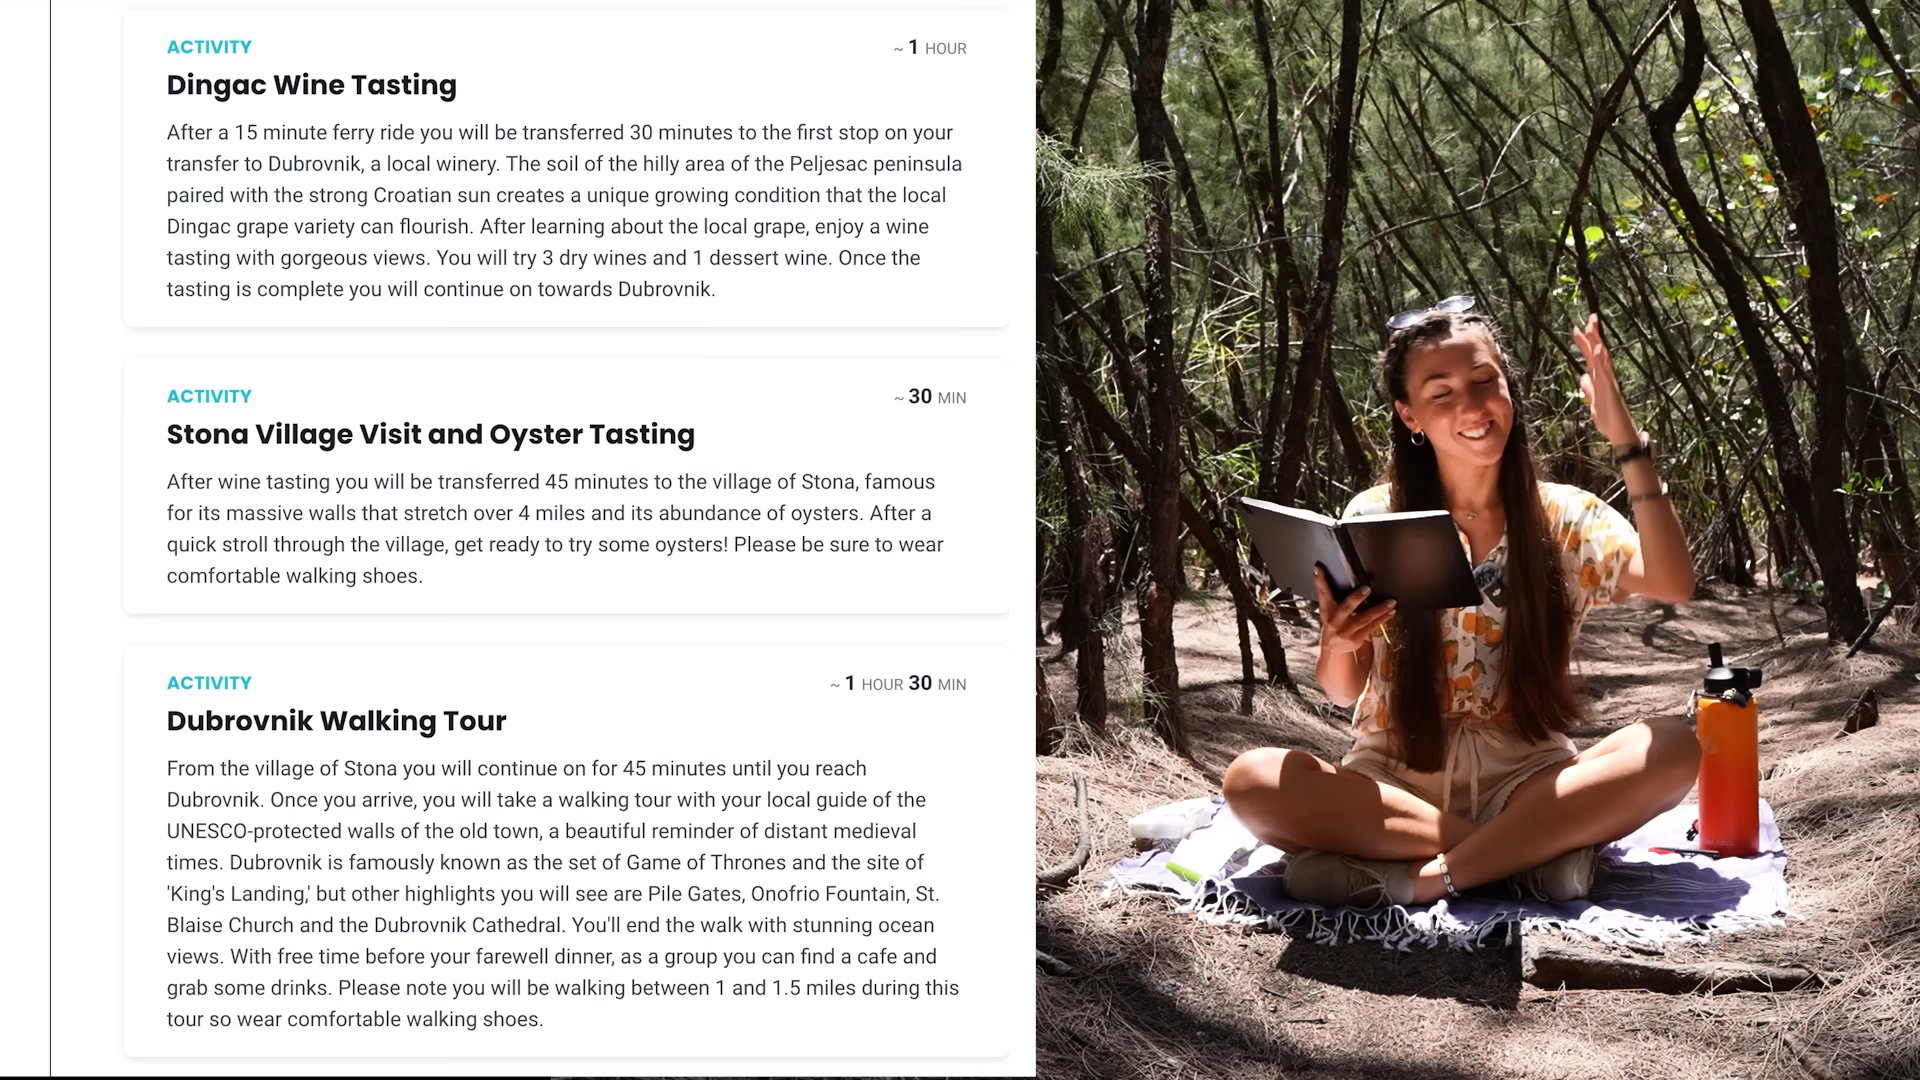 ACTIVITY
~ 1 HOUR
Dingac Wine Tasting
After a 15 minute ferry ride you will be transferred 30 minutes to the first stop on your
transfer to Dubrovnik, a local winery. The soil of the hilly area of the Peljesac peninsula
paired with the strong Croatian sun creates a unique growing condition that the local
Dingac grape variety can flourish. After learning about the local grape, enjoy a wine
tasting with gorgeous views. You will try 3 dry wines and 1 dessert wine. Once the
tasting is complete you will continue on towards Dubrovnik.
ACTIVITY
~ 30 MIN
Stona Village Visit and Oyster Tasting
After wine tasting you will be transferred 45 minutes to the village of Stona, famous
for its massive walls that stretch over 4 miles and its abundance of oysters. After a
quick stroll through the village, get ready to try some oysters! Please be sure to wear
comfortable walking shoes.
ACTIVITY
~ 1 HOUR 30 MIN
Dubrovnik Walking Tour
From the village of Stona you will continue on for 45 minutes until you reach
Dubrovnik. Once you arrive, you will take a walking tour with your local guide of the
UNESCO-protected walls of the old town, a beautiful reminder of distant medieval
times. Dubrovnik is famously known as the set of Game of Thrones and the site of
'King's Landing,' but other highlights you will see are Pile Gates, Onofrio Fountain, St.
Blaise Church and the Dubrovnik Cathedral. You'll end the walk with stunning ocean
views. With free time before your farewell dinner, as a group you can find a cafe and
grab some drinks. Please note you will be walking between 1 and 1.5 miles during this
tour so wear comfortable walking shoes.